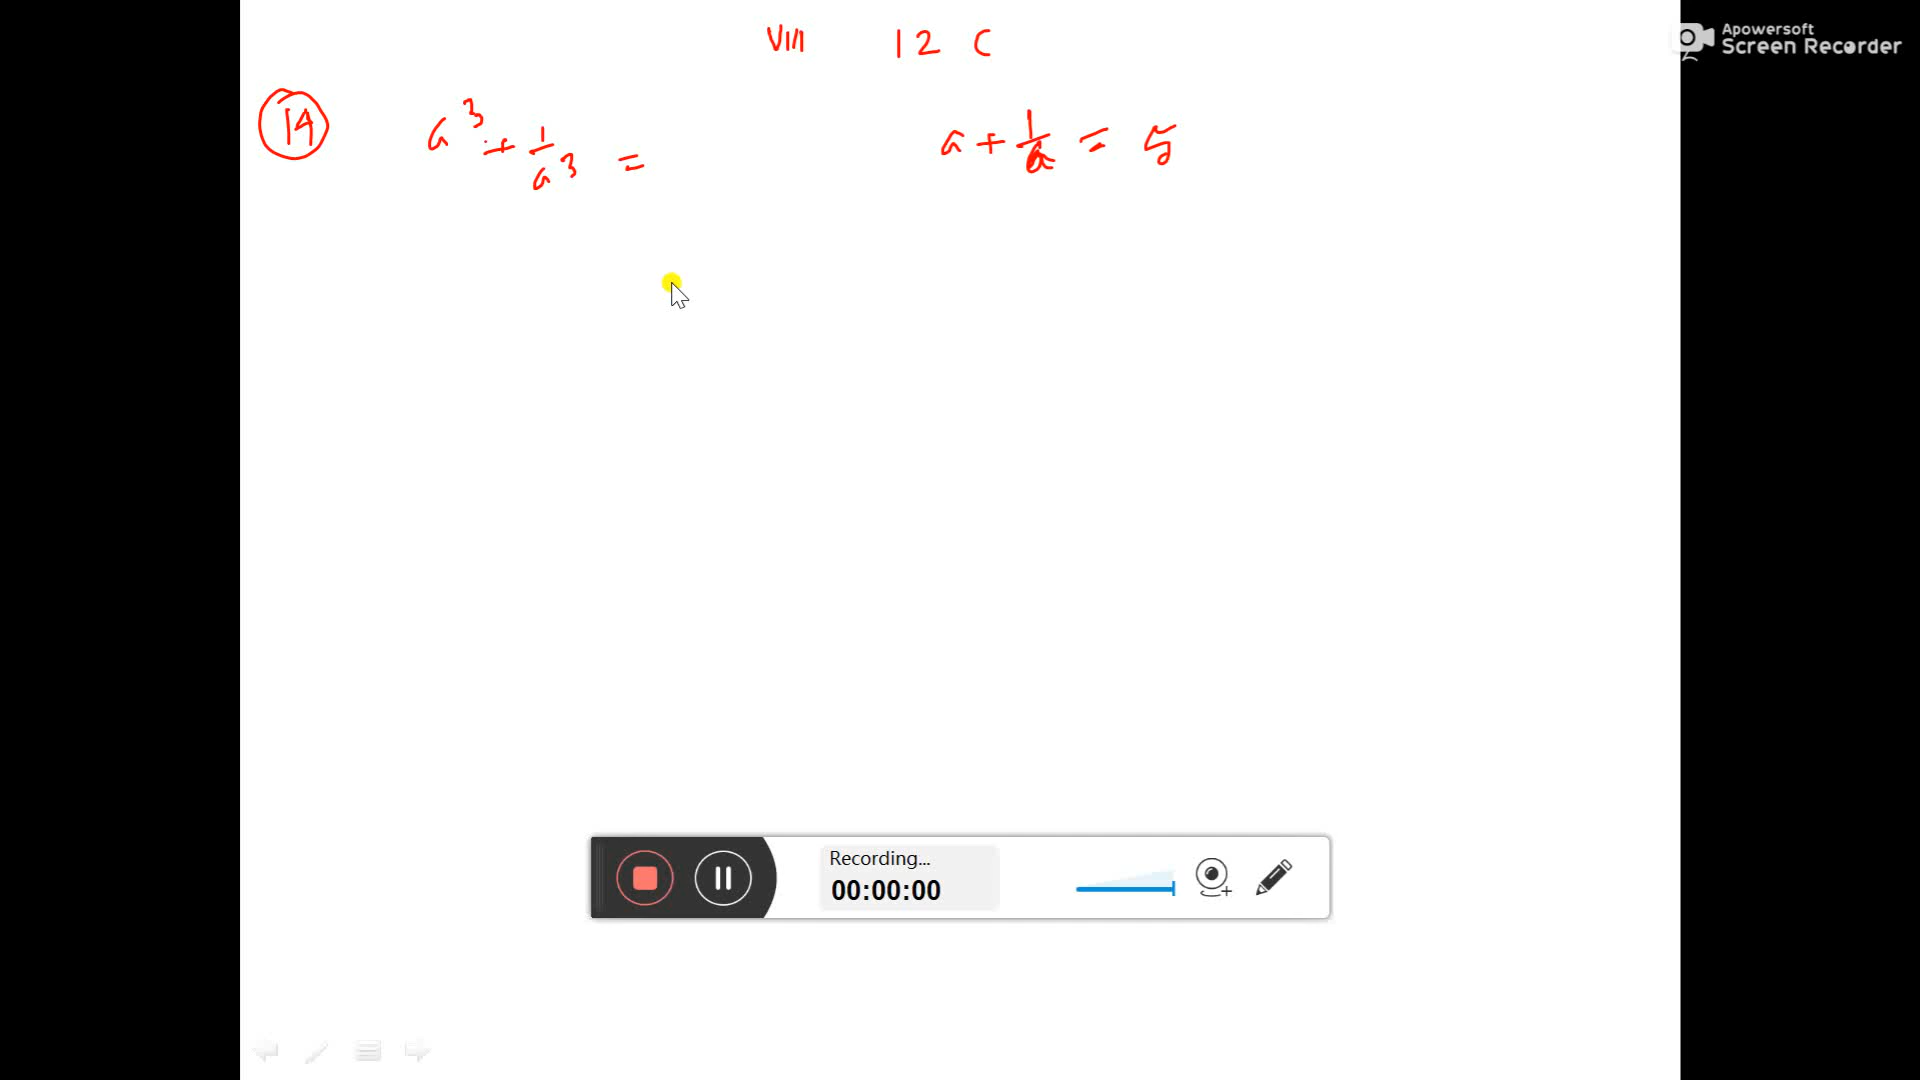 VIII 12 C
Apowersoft
Screen Recorder
14 a³ + 1/a³ = a + 1/a = 5
Recording...
00:00:00